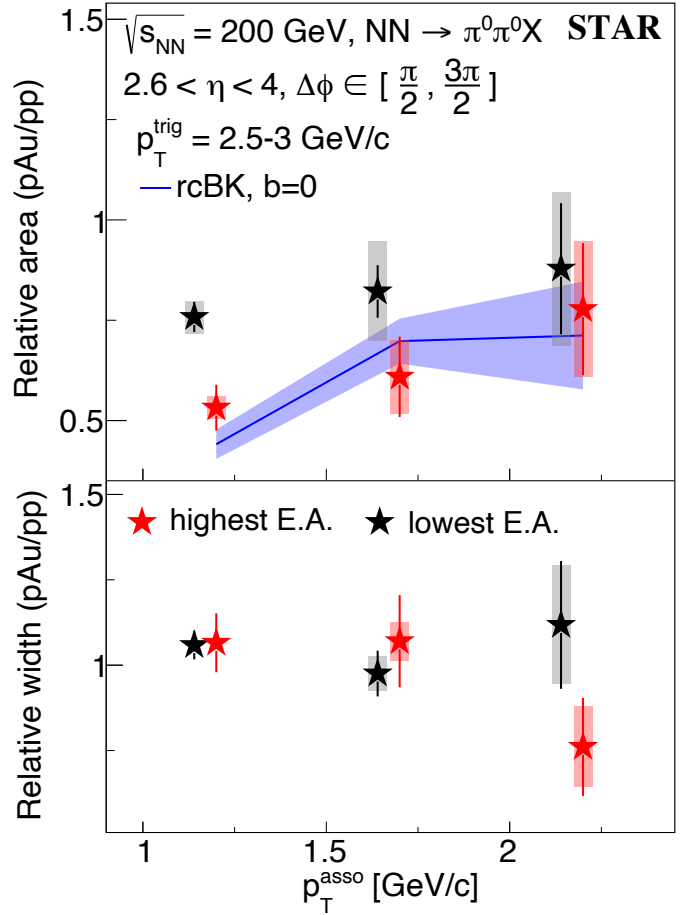 √s_NN = 200 GeV, NN → π⁰π⁰X STAR
2.6 < η < 4, Δϕ ∈ [π/2, 3π/2]
p_T^trig = 2.5-3 GeV/c
rcBK, b=0
Relative area (pAu/pp)
1.5
1
0.5
highest E.A.
lowest E.A.
Relative width (pAu/pp)
1.5
1
1 1.5 2
p_T^asso [GeV/c]